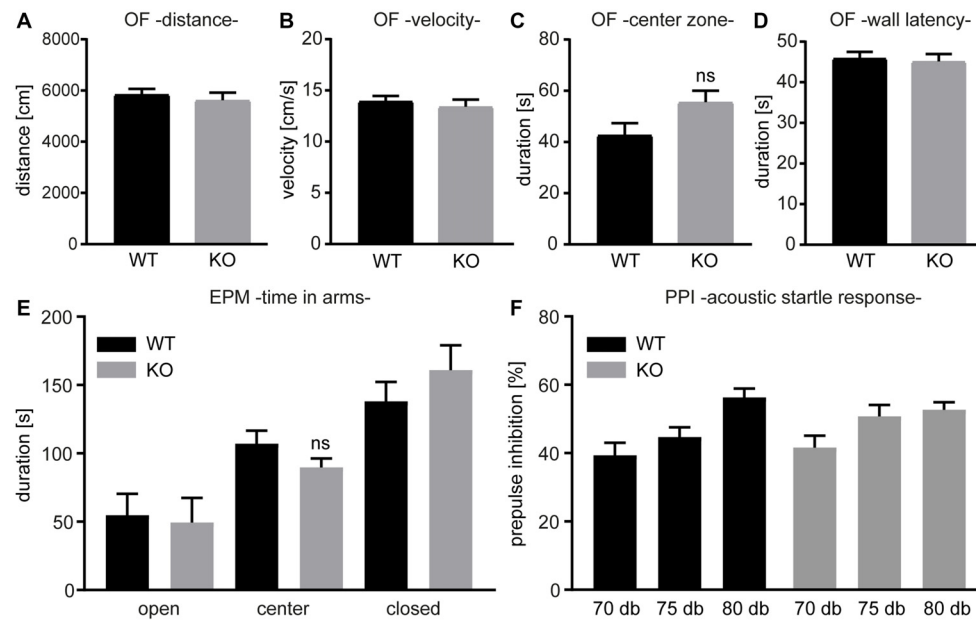 A
OF -distance-
distance [cm]
8000
6000
4000
2000
0
WT KO
B
OF -velocity-
velocity [cm/s]
20
15
10
5
0
WT KO
C
OF -center zone-
duration [s]
80
60
40
20
0
ns
WT KO
D
OF -wall latency-
duration [s]
50
40
30
20
10
0
WT KO
E
EPM -time in arms-
duration [s]
200
150
100
50
0
WT
KO
ns
open center closed
F
PPI -acoustic startle response-
prepulse inhibition [%]
80
60
40
20
0
WT
KO
70 db 75 db 80 db 70 db 75 db 80 db